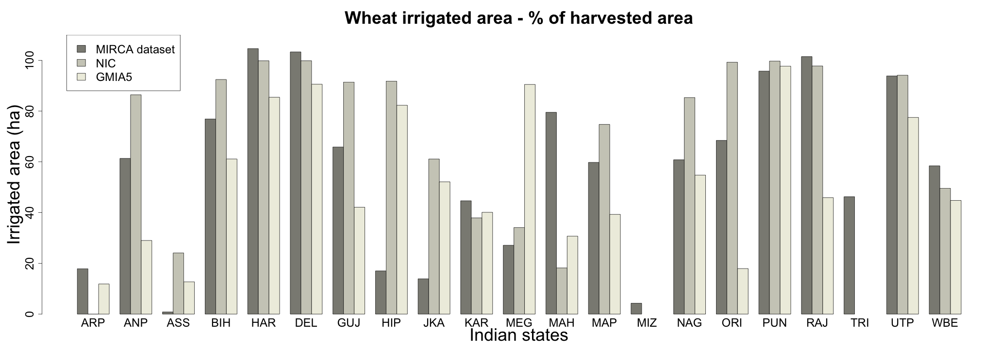 Wheat irrigated area - % of harvested area
MIRCA dataset
NIC
GMIA5
Irrigated area (ha)
100
80
60
40
20
0
ARP ANP ASS BIH HAR DEL GUJ HIP JKA KAR MEG MAH MAP MIZ NAG ORI PUN RAJ TRI UTP WBE
Indian states